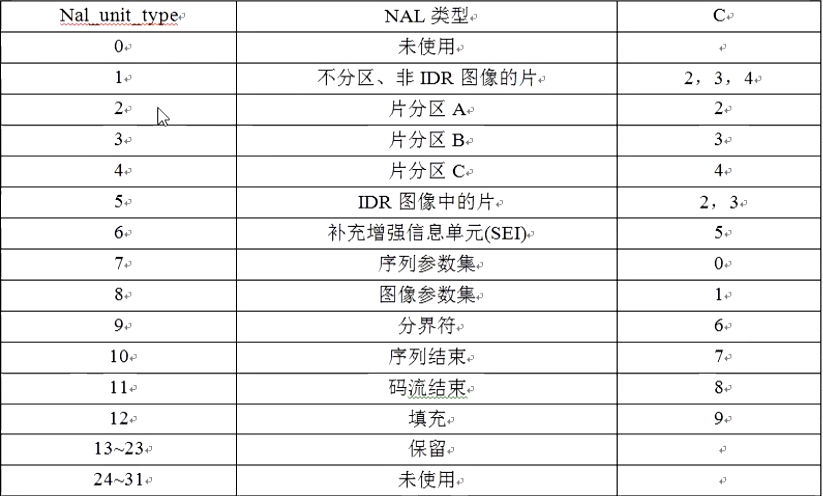 Nal_unit_type NAL 类型 C
0 未使用
1 不分区、非 IDR 图像的片 2，3，4
2 片分区 A 2
3 片分区 B 3
4 片分区 C 4
5 IDR 图像中的片 2，3
6 补充增强信息单元(SEI) 5
7 序列参数集 0
8 图像参数集 1
9 分界符 6
10 序列结束 7
11 码流结束 8
12 填充 9
13~23 保留
24~31 未使用